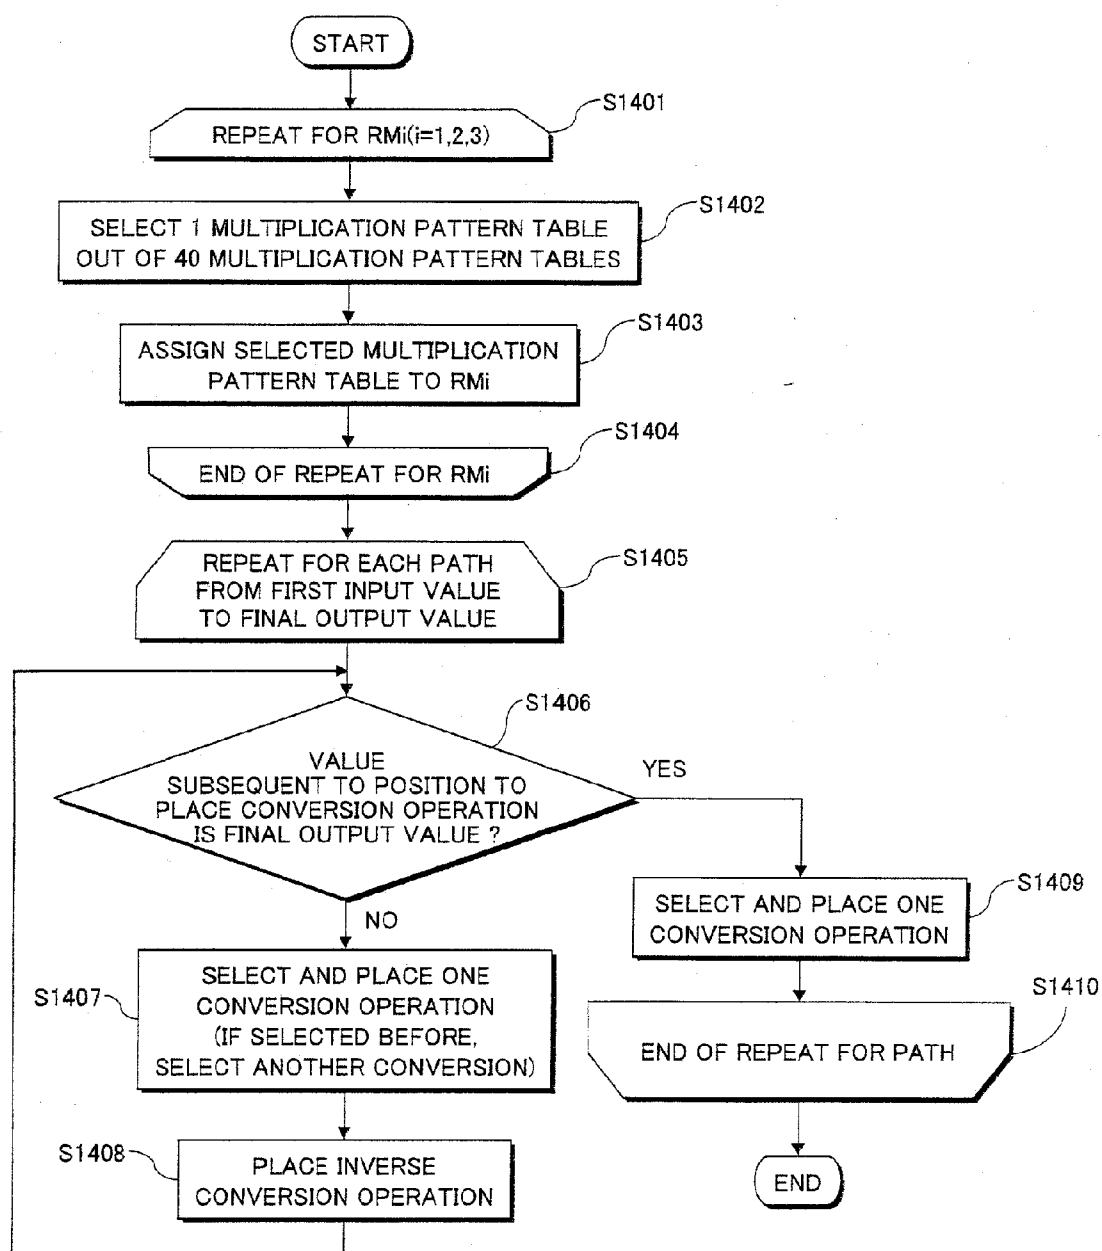 START
S1401
REPEAT FOR RMi(i=1,2,3)
S1402
SELECT 1 MULTIPLICATION PATTERN TABLE
OUT OF 40 MULTIPLICATION PATTERN TABLES
S1403
ASSIGN SELECTED MULTIPLICATION
PATTERN TABLE TO RMi
S1404
END OF REPEAT FOR RMi
S1405
REPEAT FOR EACH PATH
FROM FIRST INPUT VALUE
TO FINAL OUTPUT VALUE
S1406
VALUE
SUBSEQUENT TO POSITION TO
PLACE CONVERSION OPERATION
IS FINAL OUTPUT VALUE ?
YES
NO
S1407
SELECT AND PLACE ONE
CONVERSION OPERATION
(IF SELECTED BEFORE,
SELECT ANOTHER CONVERSION)
S1408
PLACE INVERSE
CONVERSION OPERATION
S1409
SELECT AND PLACE ONE
CONVERSION OPERATION
S1410
END OF REPEAT FOR PATH
END